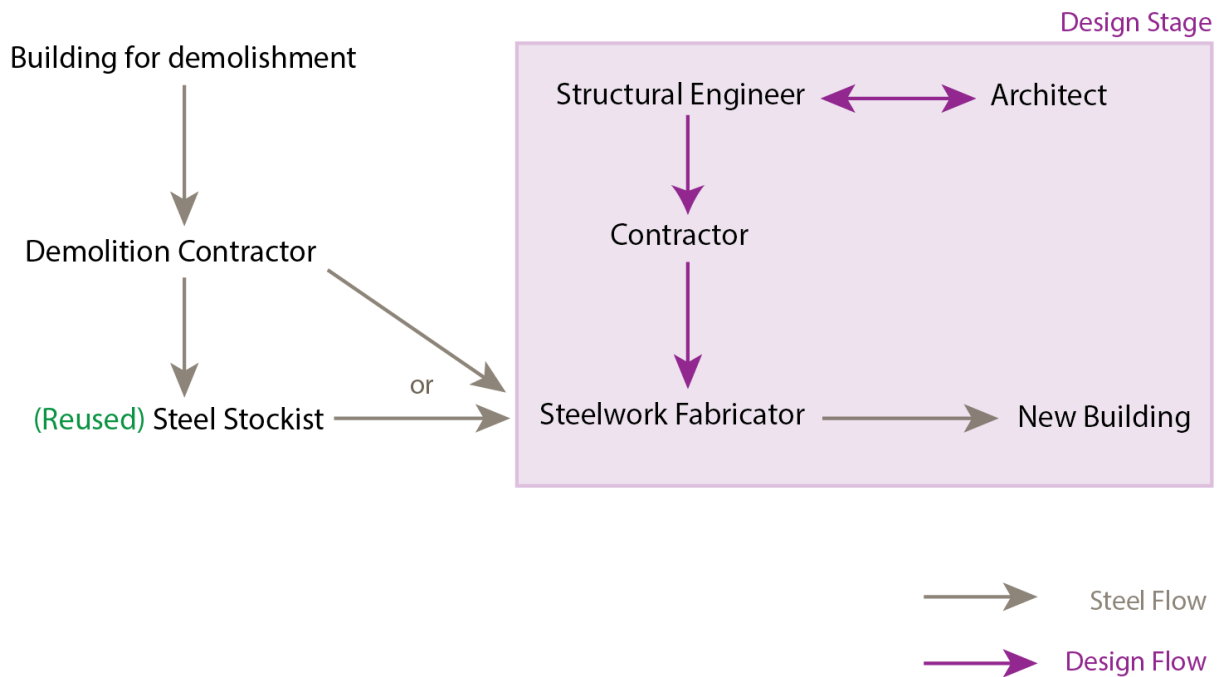 Design Stage
Building for demolishment
Structural Engineer
Architect
Contractor
Demolition Contractor
or
(Reused) Steel Stockist
Steelwork Fabricator
New Building
Steel Flow
Design Flow